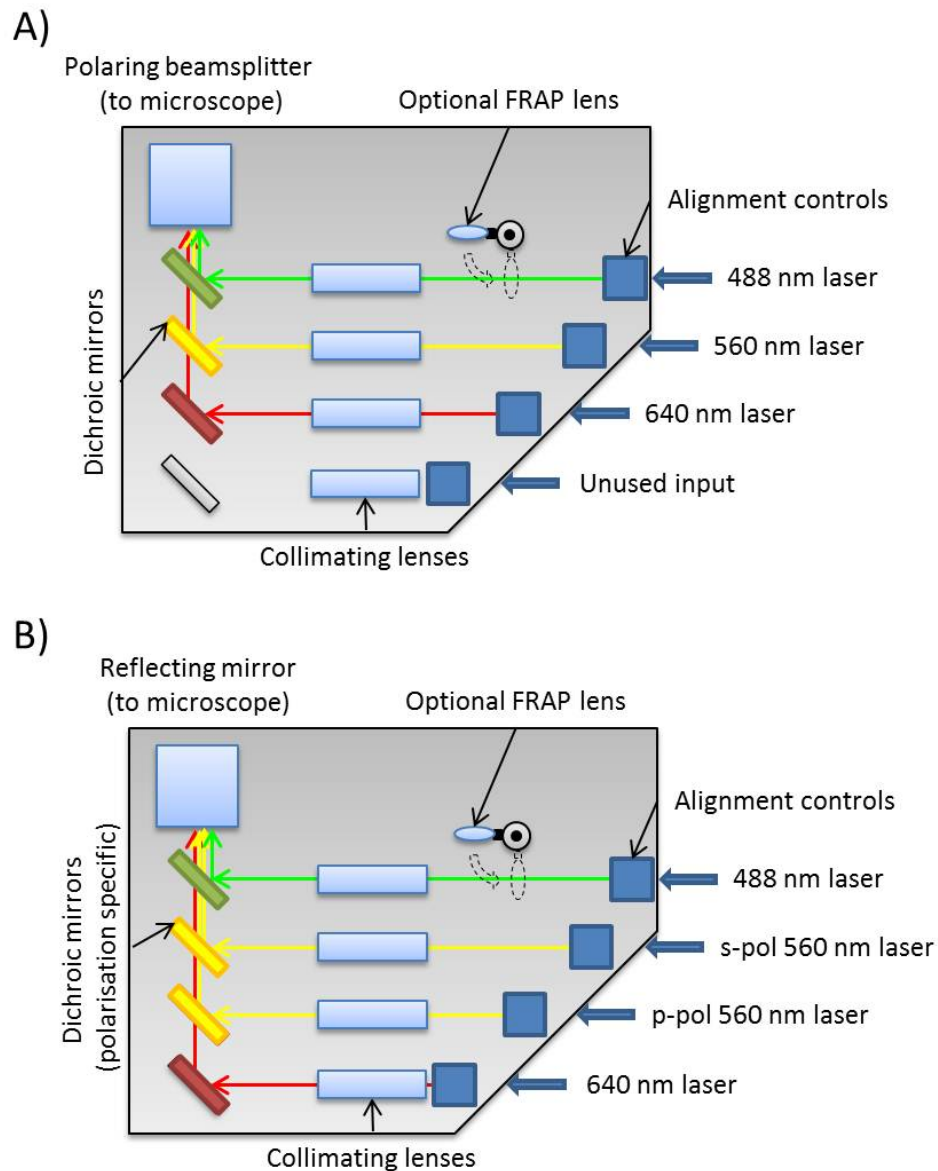 A)
Polaring beamsplitter
(to microscope)
Optional FRAP lens
Alignment controls
488 nm laser
560 nm laser
640 nm laser
Unused input
Dichroic mirrors
Collimating lenses
B)
Reflecting mirror
(to microscope)
Optional FRAP lens
Alignment controls
488 nm laser
s-pol 560 nm laser
p-pol 560 nm laser
640 nm laser
Dichroic mirrors
(polarisation specific)
Collimating lenses